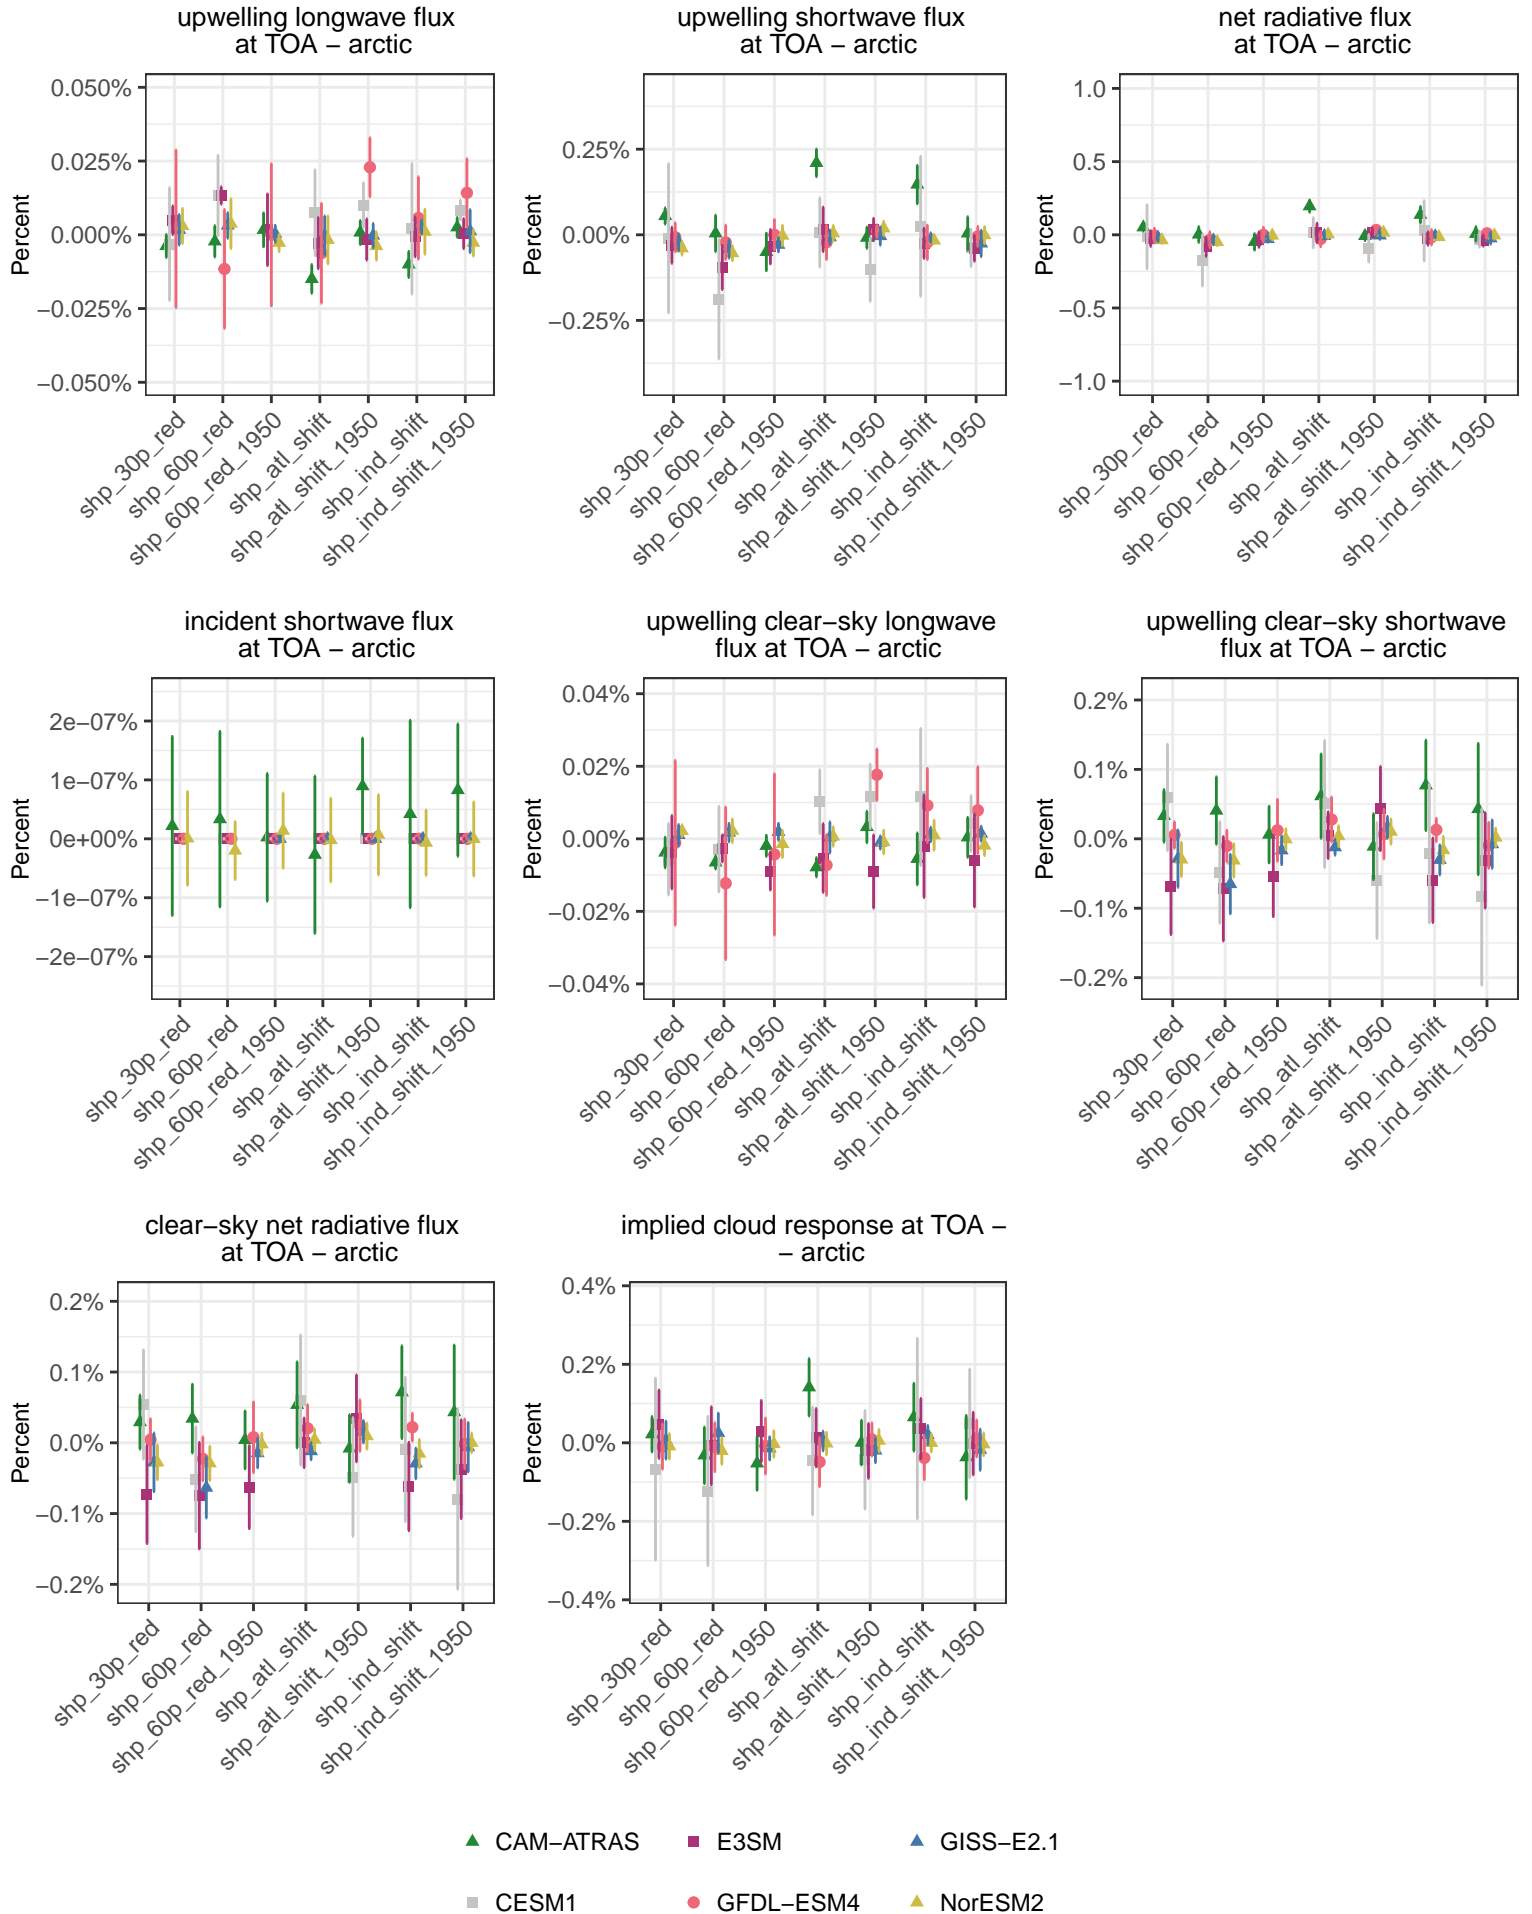 upwelling longwave flux
at TOA − arctic
Percent
0.050%
0.025%
0.000%
−0.025%
−0.050%
shp_30p_red
shp_60p_red
shp_60p_red_1950
shp_atl_shift
shp_atl_shift_1950
shp_ind_shift
shp_ind_shift_1950
upwelling shortwave flux
at TOA − arctic
Percent
0.25%
0.00%
−0.25%
shp_30p_red
shp_60p_red
shp_60p_red_1950
shp_atl_shift
shp_atl_shift_1950
shp_ind_shift
shp_ind_shift_1950
net radiative flux
at TOA − arctic
Percent
1.0
0.5
0.0
−0.5
−1.0
shp_30p_red
shp_60p_red
shp_60p_red_1950
shp_atl_shift
shp_atl_shift_1950
shp_ind_shift
shp_ind_shift_1950
incident shortwave flux
at TOA − arctic
Percent
2e−07%
1e−07%
0e+00%
−1e−07%
−2e−07%
shp_30p_red
shp_60p_red
shp_60p_red_1950
shp_atl_shift
shp_atl_shift_1950
shp_ind_shift
shp_ind_shift_1950
upwelling clear−sky longwave
flux at TOA − arctic
Percent
0.04%
0.02%
0.00%
−0.02%
−0.04%
shp_30p_red
shp_60p_red
shp_60p_red_1950
shp_atl_shift
shp_atl_shift_1950
shp_ind_shift
shp_ind_shift_1950
upwelling clear−sky shortwave
flux at TOA − arctic
Percent
0.2%
0.1%
0.0%
−0.1%
−0.2%
shp_30p_red
shp_60p_red
shp_60p_red_1950
shp_atl_shift
shp_atl_shift_1950
shp_ind_shift
shp_ind_shift_1950
clear−sky net radiative flux
at TOA − arctic
Percent
0.2%
0.1%
0.0%
−0.1%
−0.2%
shp_30p_red
shp_60p_red
shp_60p_red_1950
shp_atl_shift
shp_atl_shift_1950
shp_ind_shift
shp_ind_shift_1950
implied cloud response at TOA −
− arctic
Percent
0.4%
0.2%
0.0%
−0.2%
−0.4%
shp_30p_red
shp_60p_red
shp_60p_red_1950
shp_atl_shift
shp_atl_shift_1950
shp_ind_shift
shp_ind_shift_1950
CAM−ATRAS
E3SM
GISS−E2.1
CESM1
GFDL−ESM4
NorESM2